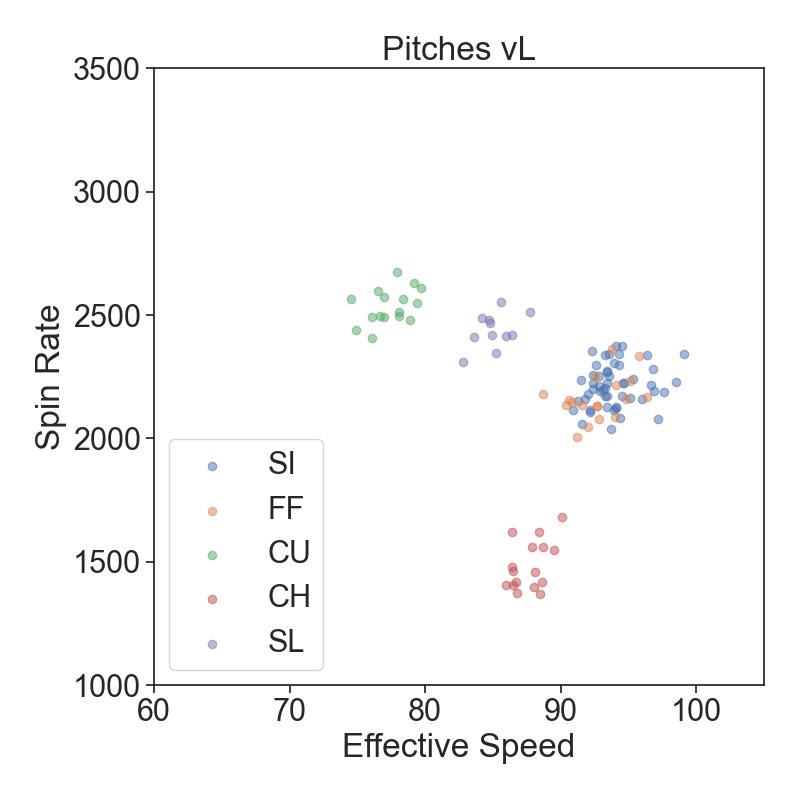 Pitches vL
3500
3000
2500
2000
1500
1000
Spin Rate
SI
FF
CU
CH
SL
60 70 80 90 100
Effective Speed